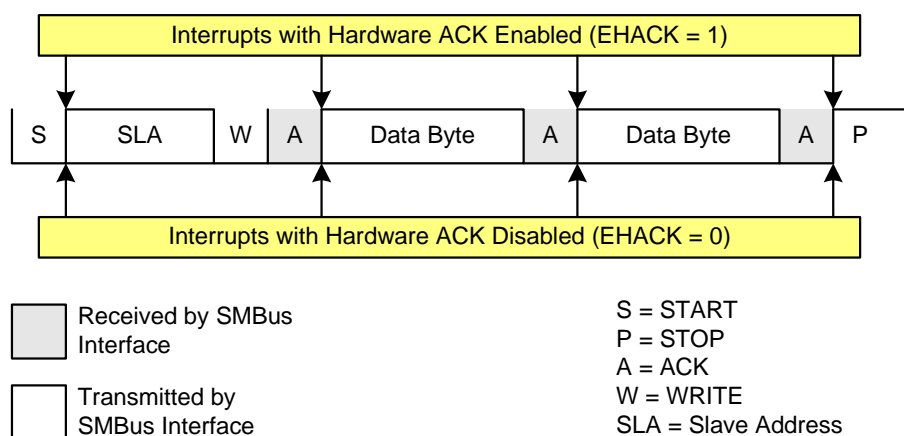 Interrupts with Hardware ACK Enabled (EHACK = 1)
S SLA W A Data Byte A Data Byte A P
Interrupts with Hardware ACK Disabled (EHACK = 0)
Received by SMBus
Interface
Transmitted by
SMBus Interface
S = START
P = STOP
A = ACK
W = WRITE
SLA = Slave Address